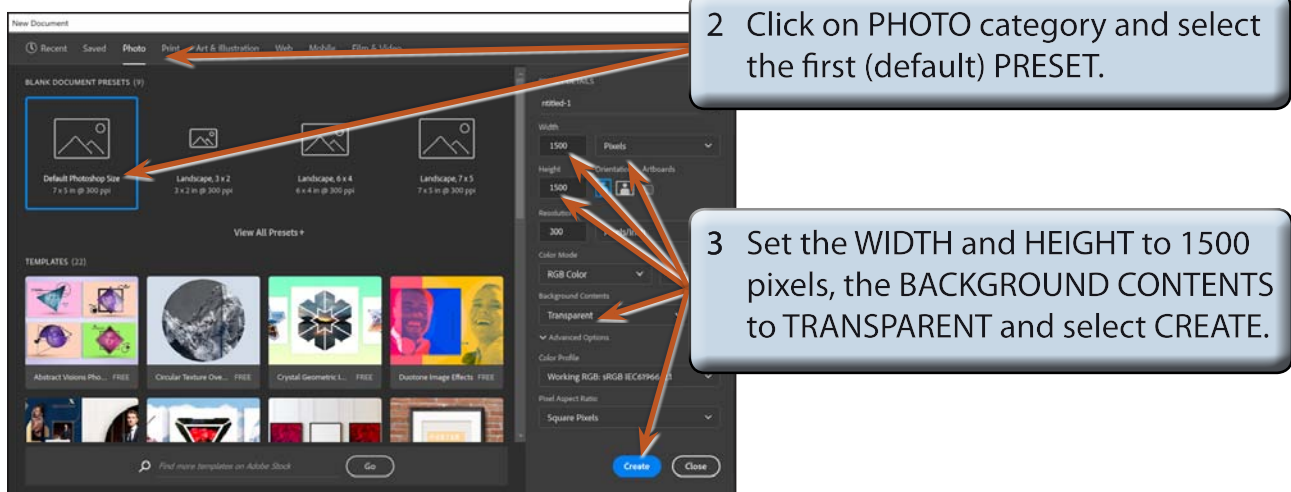 New Document
2 Click on PHOTO category and select
the first (default) PRESET.
Recent Saved Photo Print Art & Illustration Web Mobile Film & Video
BLANK DOCUMENT PRESETS (9)
Default Photoshop Size
7 x 5 in @ 300 ppi
Landscape, 3 x 2
3 x 2 in @ 300 ppi
Landscape, 6 x 4
6 x 4 in @ 300 ppi
Landscape, 7 x 5
7 x 5 in @ 300 ppi
View All Presets +
TEMPLATES (22)
Abstract Visions Pho... FREE
Circular Texture Ove... FREE
Crystal Geometric I... FREE
Duotone Image Effects FREE
Find more templates on Adobe Stock Go
ntitled-1
Width
1500 Pixels
Height Orientation Artboards
1500
Resolution
300
Color Mode
RGB Color
Background Contents
Transparent
Advanced Options
Color Profile
Working RGB: sRGB IEC61966
Pixel Aspect Ratio
Square Pixels
Create Close
3 Set the WIDTH and HEIGHT to 1500
pixels, the BACKGROUND CONTENTS
to TRANSPARENT and select CREATE.